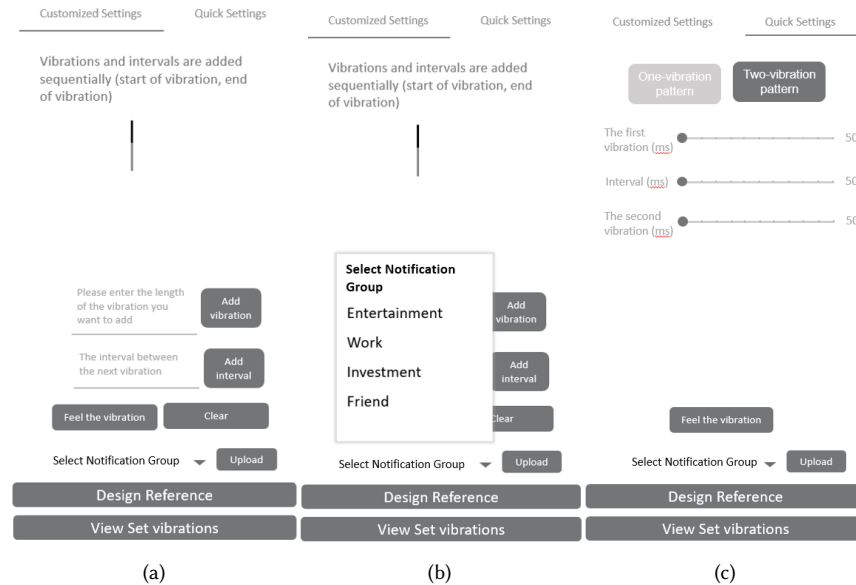 Customized Settings
Quick Settings
Vibrations and intervals are added
sequentially (start of vibration, end
of vibration)
Please enter the length
of the vibration you
want to add
Add
vibration
The interval between
the next vibration
Add
interval
Feel the vibration
Clear
Select Notification Group
Upload
Design Reference
View Set vibrations
(a)
Customized Settings
Quick Settings
Vibrations and intervals are added
sequentially (start of vibration, end
of vibration)
Select Notification
Group
Entertainment
Work
Investment
Friend
Add
vibration
Add
interval
Clear
Select Notification Group
Upload
Design Reference
View Set vibrations
(b)
Customized Settings
Quick Settings
One-vibration
pattern
Two-vibration
pattern
The first
vibration (ms)
50
Interval (ms)
50
The second
vibration (ms)
50
Feel the vibration
Select Notification Group
Upload
Design Reference
View Set vibrations
(c)